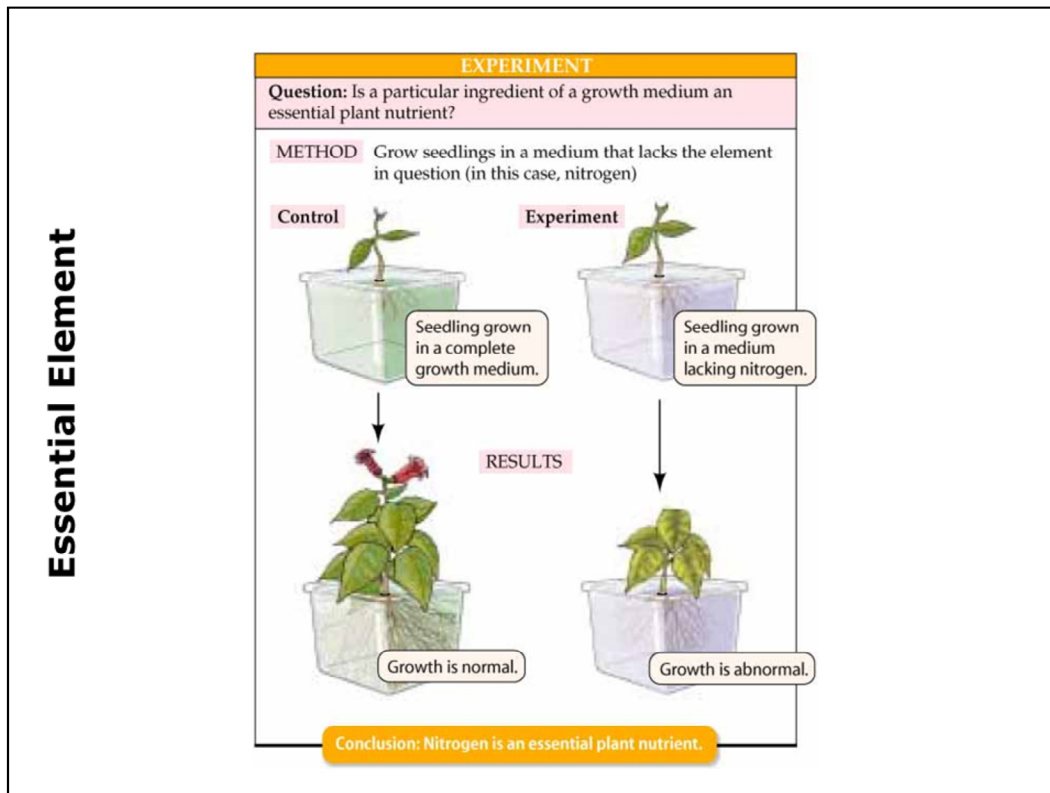 Essential Element
EXPERIMENT
Question: Is a particular ingredient of a growth medium an
essential plant nutrient?
METHOD Grow seedlings in a medium that lacks the element
in question (in this case, nitrogen)
Control
Experiment
Seedling grown
in a complete
growth medium.
Seedling grown
in a medium
lacking nitrogen.
RESULTS
Growth is normal.
Growth is abnormal.
Conclusion: Nitrogen is an essential plant nutrient.